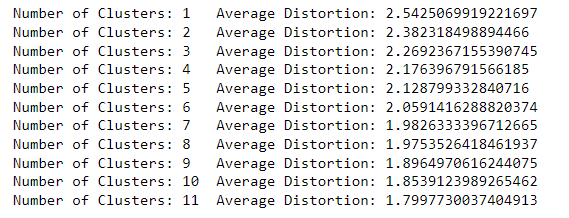 Number of Clusters: 1 Average Distortion: 2.5425069919221697
Number of Clusters: 2 Average Distortion: 2.382318498894466
Number of Clusters: 3 Average Distortion: 2.2692367155390745
Number of Clusters: 4 Average Distortion: 2.176396791566185
Number of Clusters: 5 Average Distortion: 2.128799332840716
Number of Clusters: 6 Average Distortion: 2.0591416288820374
Number of Clusters: 7 Average Distortion: 1.9826333396712665
Number of Clusters: 8 Average Distortion: 1.9753526418461937
Number of Clusters: 9 Average Distortion: 1.8964970616244075
Number of Clusters: 10 Average Distortion: 1.8539123989265462
Number of Clusters: 11 Average Distortion: 1.7997730037404913